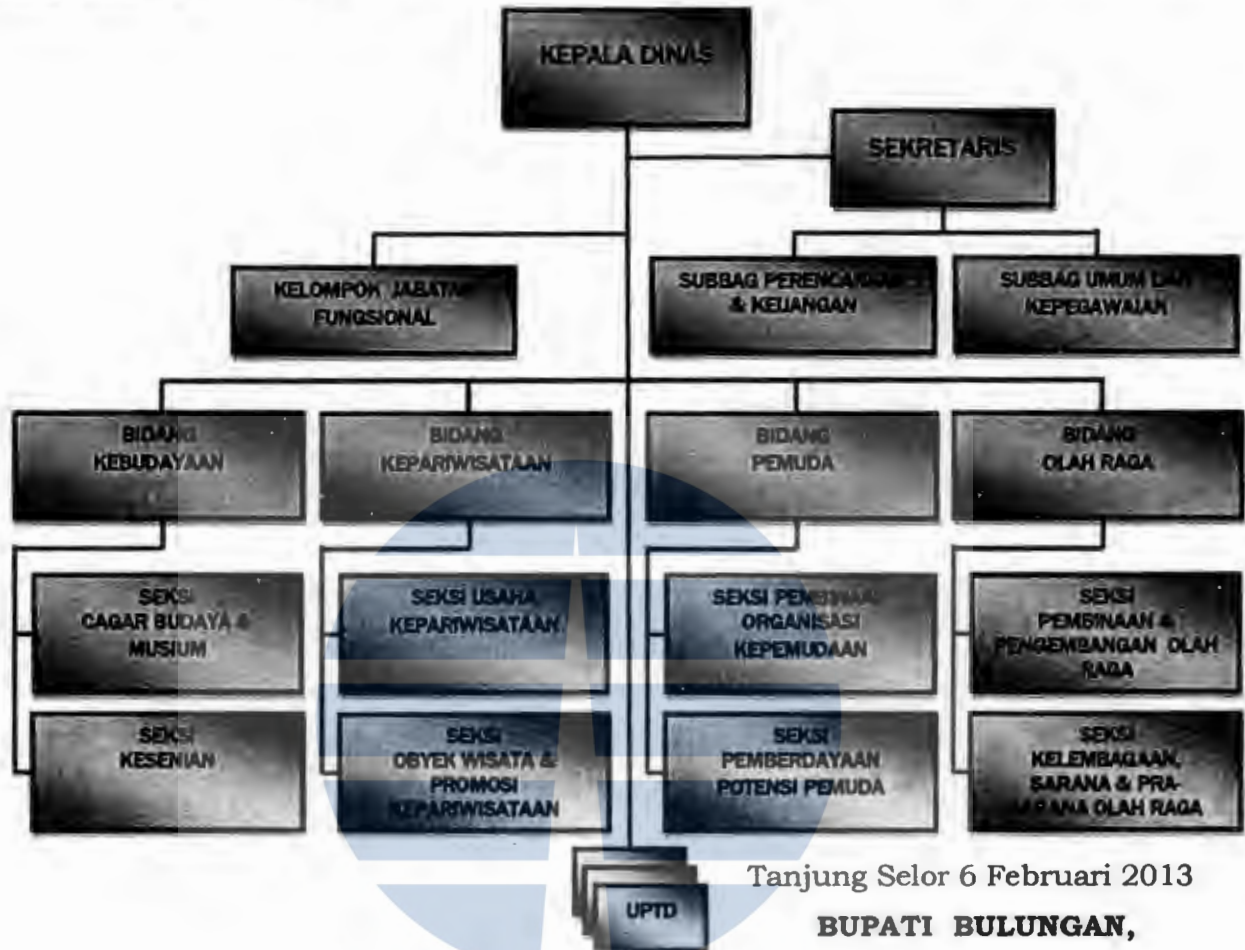 KEPALA DINAS
SEKRETARIS
KELOMPOK JABATAN
FUNGSIONAL
SUBBAG PERENCANAAN
& KEUANGAN
SUBBAG UMUM DAN
KEPEGAWAIAN
BIDANG
KEBUDAYAAN
BIDANG
KEPARIWISATAAN
BIDANG
PEMUDA
BIDANG
OLAH RAGA
SEKSI
CAGAR BUDAYA &
MUSIUM
SEKSI USAHA
KEPARIWISATAAN
SEKSI PEMBINAAN
ORGANISASI
KEPEMUDAAN
SEKSI
PEMBINAAN &
PENGEMBANGAN OLAH
RAGA
SEKSI
KESENIAN
SEKSI
OBYEK WISATA &
PROMOSI
KEPARIWISATAAN
SEKSI
PEMBERDAYAAN
POTENSI PEMUDA
SEKSI
KELEMBAGAAN,
SARANA & PRA-
SARANA OLAH RAGA
UPTD
Tanjung Selor 6 Februari 2013
BUPATI BULUNGAN,